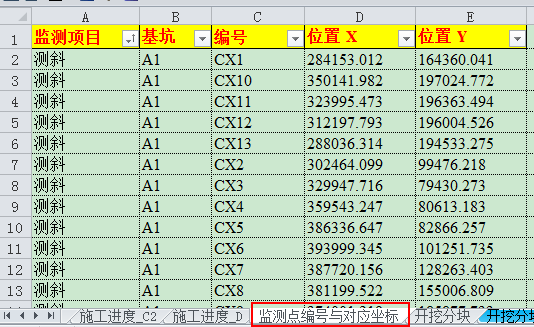 A B C D E
1 监测项目 基坑 编号 位置 X 位置 Y
2 测斜 A1 CX1 284153.012 164360.041
3 测斜 A1 CX10 350141.982 197024.772
4 测斜 A1 CX11 323995.473 196363.494
5 测斜 A1 CX12 312197.793 196004.526
6 测斜 A1 CX13 288036.314 194533.275
7 测斜 A1 CX2 302464.099 99476.218
8 测斜 A1 CX3 329947.716 79430.273
9 测斜 A1 CX4 359543.247 80613.183
10 测斜 A1 CX5 386336.647 82866.257
11 测斜 A1 CX6 393999.345 101251.735
12 测斜 A1 CX7 387720.156 128263.403
13 测斜 A1 CX8 381199.522 155006.809
施工进度_C2 施工进度_D 监测点编号与对应坐标 开挖分块 开挖分块